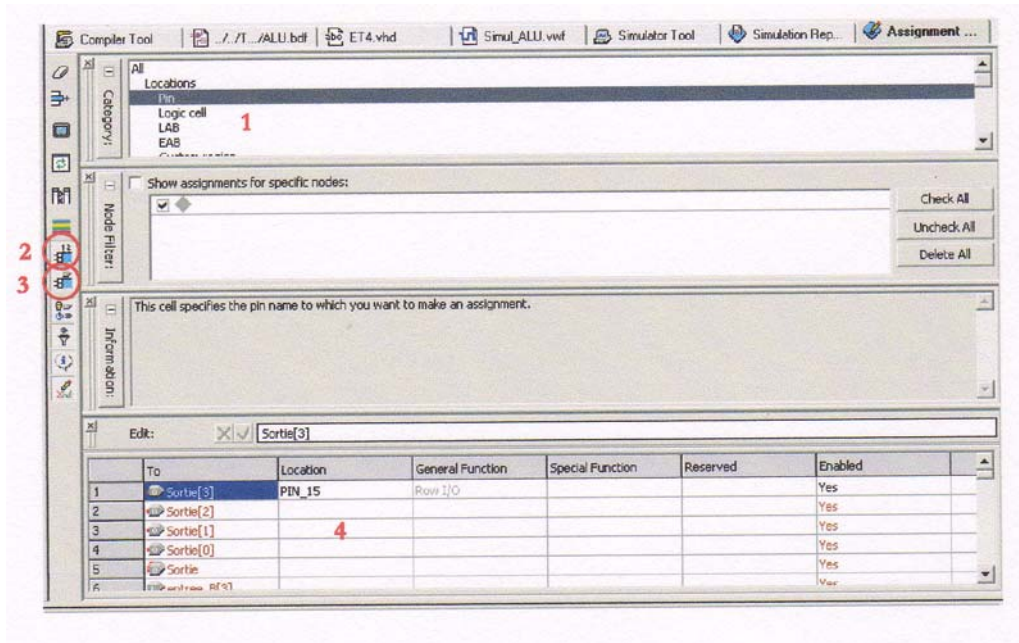 Compiler Tool ../../T.../ALU.bdf ET4.vhd Simul_ALU.vwf Simulator Tool Simulation Rep... Assignment ...
Category:
All
Locations
Pin
Logic cell
LAB
EAB
1
Node Filter:
Show assignments for specific nodes:
Check All
Uncheck All
Delete All
2
3
Information:
This cell specifies the pin name to which you want to make an assignment.
Edit: Sortie[3]
To Location General Function Special Function Reserved Enabled
1 Sortie[3] PIN_15 Row I/O Yes
2 Sortie[2] Yes
3 Sortie[1] Yes
4 Sortie[0] Yes
5 Sortie Yes
6 entree_B[3] Yes
4